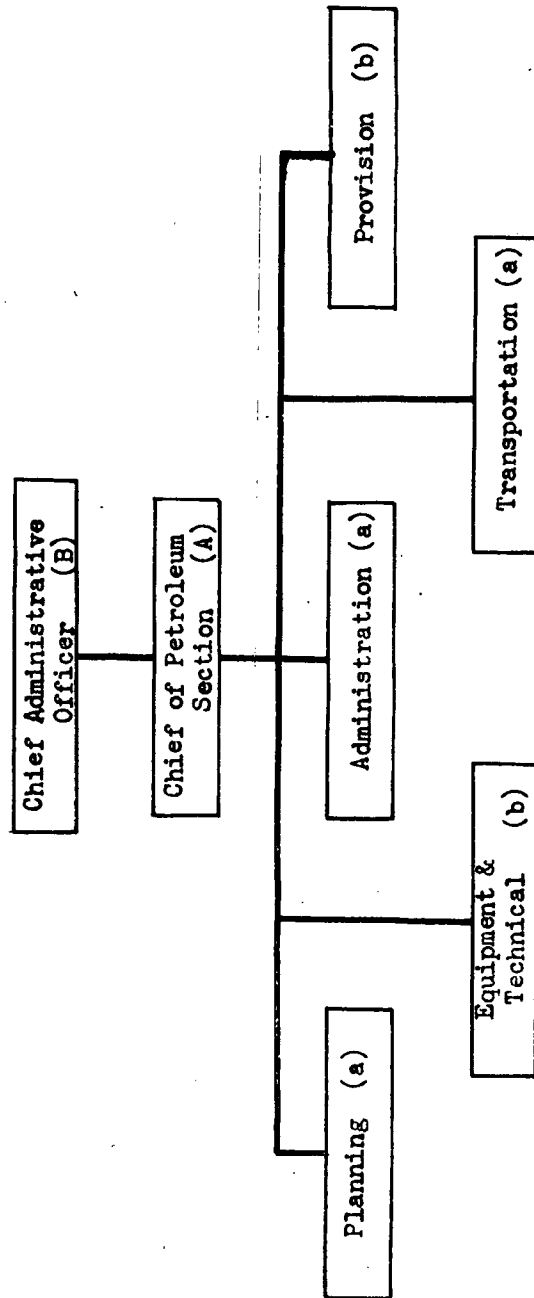 Chief Administrative
Officer (B)
Chief of Petroleum
Section (A)
Planning (a)
Equipment &
Technical (b)
Administration (a)
Transportation (a)
Provision (b)